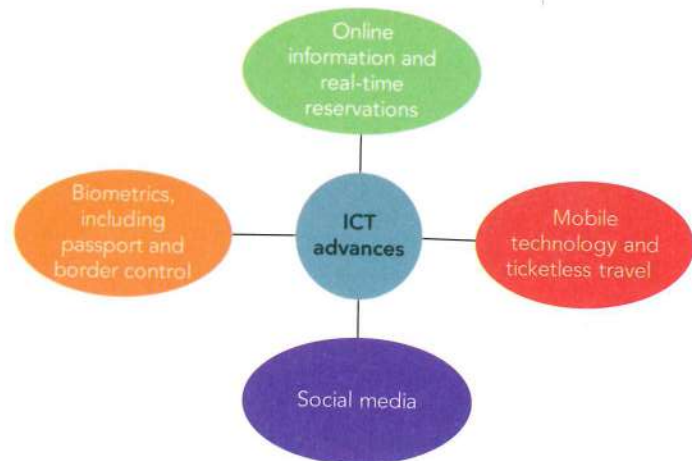 Online
information and
real-time
reservations
Biometrics,
including
passport and
border control
ICT
advances
Mobile
technology and
ticketless travel
Social media